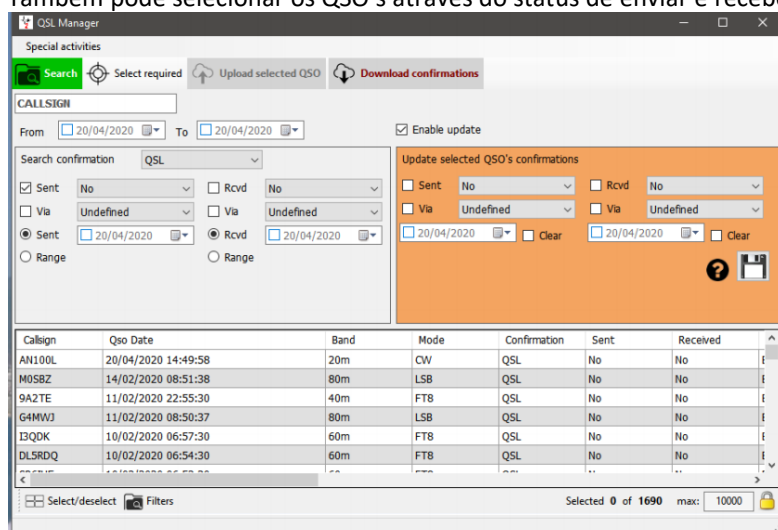 Também pode selecionar os QSO's através do status de enviar e receb
QSL Manager
Special activities
Search Select required Upload selected QSO Download confirmations
CALLSIGN
From 20/04/2020 To 20/04/2020 Enable update
Search confirmation QSL Update selected QSO's confirmations
Sent No Rcvd No Sent No Rcvd No
Via Undefined Via Undefined Via Undefined Via Undefined
Sent 20/04/2020 Rcvd 20/04/2020 20/04/2020 Clear 20/04/2020 Clear
Range Range
Callsign Qso Date Band Mode Confirmation Sent Received
AN100L 20/04/2020 14:49:58 20m CW QSL No No
M0SBZ 14/02/2020 08:51:38 80m LSB QSL No No
9A2TE 11/02/2020 22:55:30 40m FT8 QSL No No
G4MWJ 11/02/2020 08:50:37 80m LSB QSL No No
I3QDK 10/02/2020 06:57:30 60m FT8 QSL No No
DL5RDQ 10/02/2020 06:54:30 60m FT8 QSL No No
Select/deselect Filters Selected 0 of 1690 max: 10000